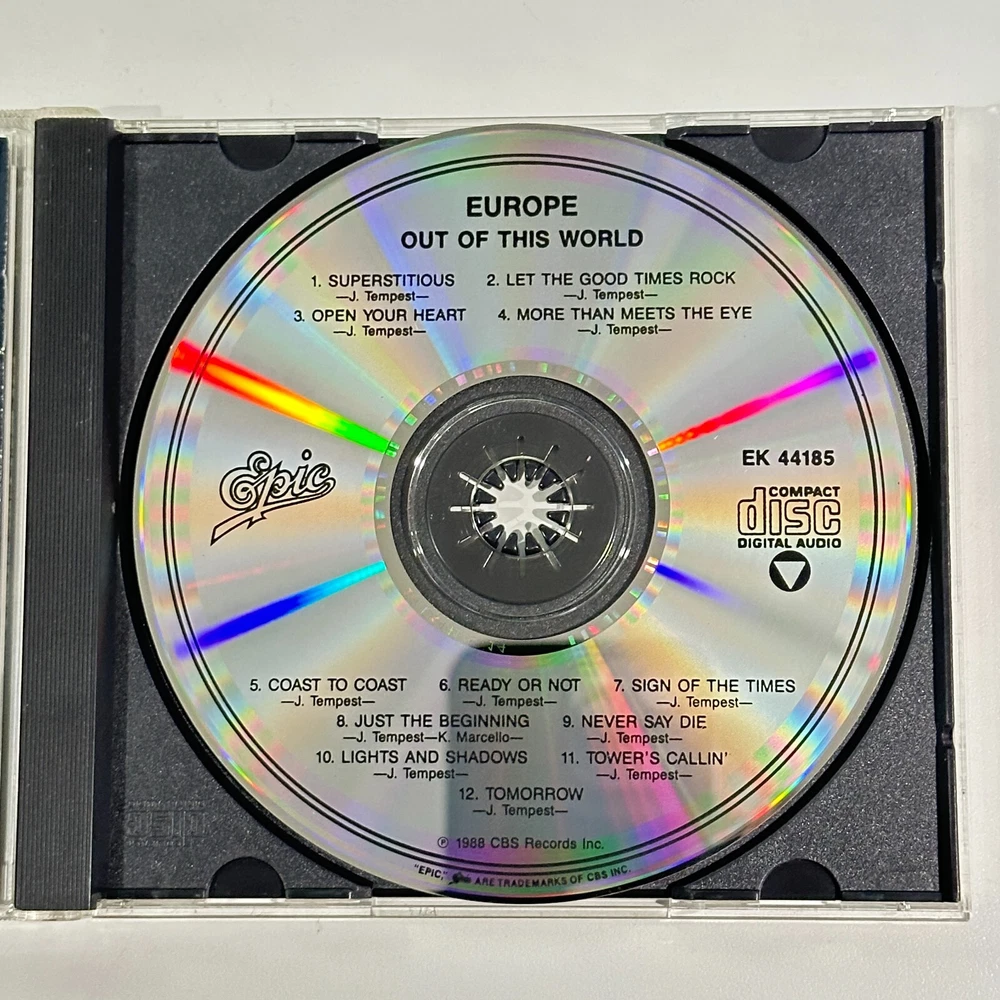 EUROPE
OUT OF THIS WORLD
1. SUPERSTITIOUS 2. LET THE GOOD TIMES ROCK
—J. Tempest— —J. Tempest—
3. OPEN YOUR HEART 4. MORE THAN MEETS THE EYE
—J. Tempest— —J. Tempest—
Epic
EK 44185
COMPACT
disc
DIGITAL AUDIO
5. COAST TO COAST 6. READY OR NOT 7. SIGN OF THE TIMES
—J. Tempest— —J. Tempest— —J. Tempest—
8. JUST THE BEGINNING 9. NEVER SAY DIE
—J. Tempest—K. Marcello— —J. Tempest—
10. LIGHTS AND SHADOWS 11. TOWER'S CALLIN'
—J. Tempest— —J. Tempest—
12. TOMORROW
—J. Tempest—
℗ 1988 CBS Records Inc.
"EPIC," Epic ARE TRADEMARKS OF CBS INC.